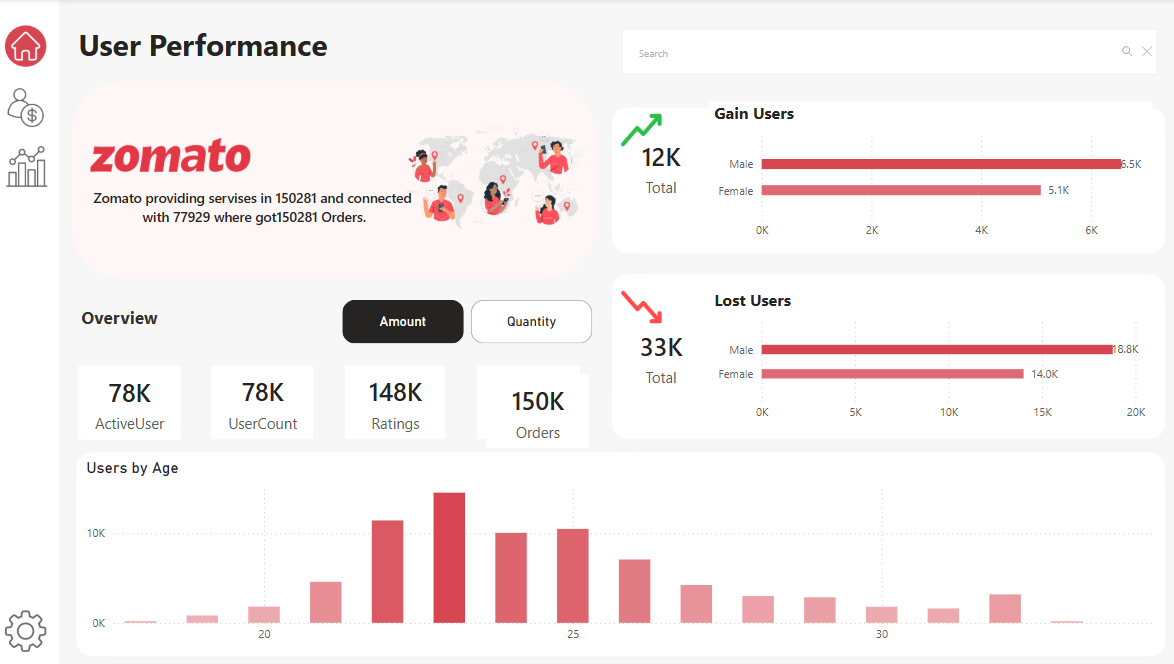 User Performance
Search
zomato
Zomato providing servises in 150281 and connected
with 77929 where got150281 Orders.
Gain Users
12K
Total
Male
6.5K
Female
5.1K
0K 2K 4K 6K
Lost Users
33K
Total
Male
18.8K
Female
14.0K
0K 5K 10K 15K 20K
Overview
Amount
Quantity
78K
ActiveUser
78K
UserCount
148K
Ratings
150K
Orders
Users by Age
10K
0K
20 25 30